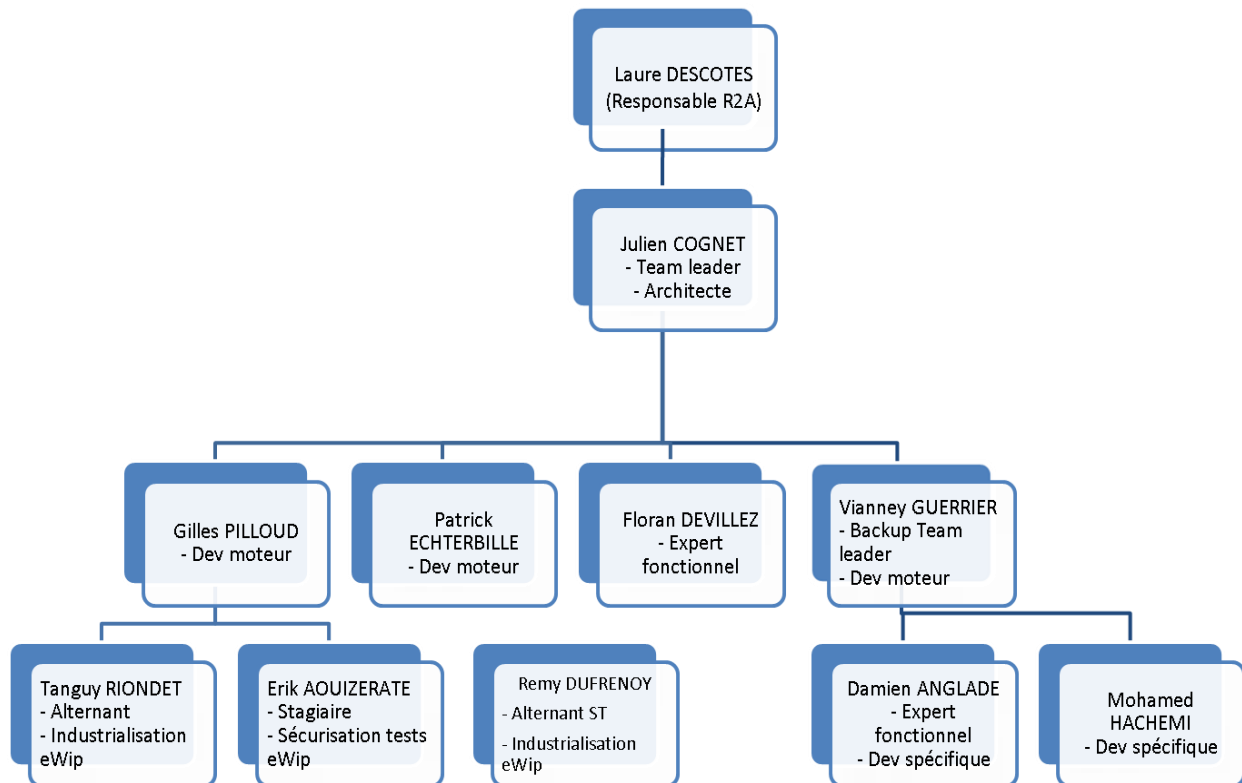 Laure DESCOTES
(Responsable R2A)
Julien COGNET
- Team leader
- Architecte
Gilles PILLOUD
- Dev moteur
Patrick
ECHTERBILLE
- Dev moteur
Floran DEVILLEZ
- Expert
fonctionnel
Vianney GUERRIER
- Backup Team
leader
- Dev moteur
Tanguy RIONDET
- Alternant
- Industrialisation
eWip
Erik AOUIZERATE
- Stagiaire
- Sécurisation tests
eWip
Remy DUFRENOY
- Alternant ST
- Industrialisation
eWip
Damien ANGLADE
- Expert
fonctionnel
- Dev spécifique
Mohamed
HACHEMI
- Dev spécifique